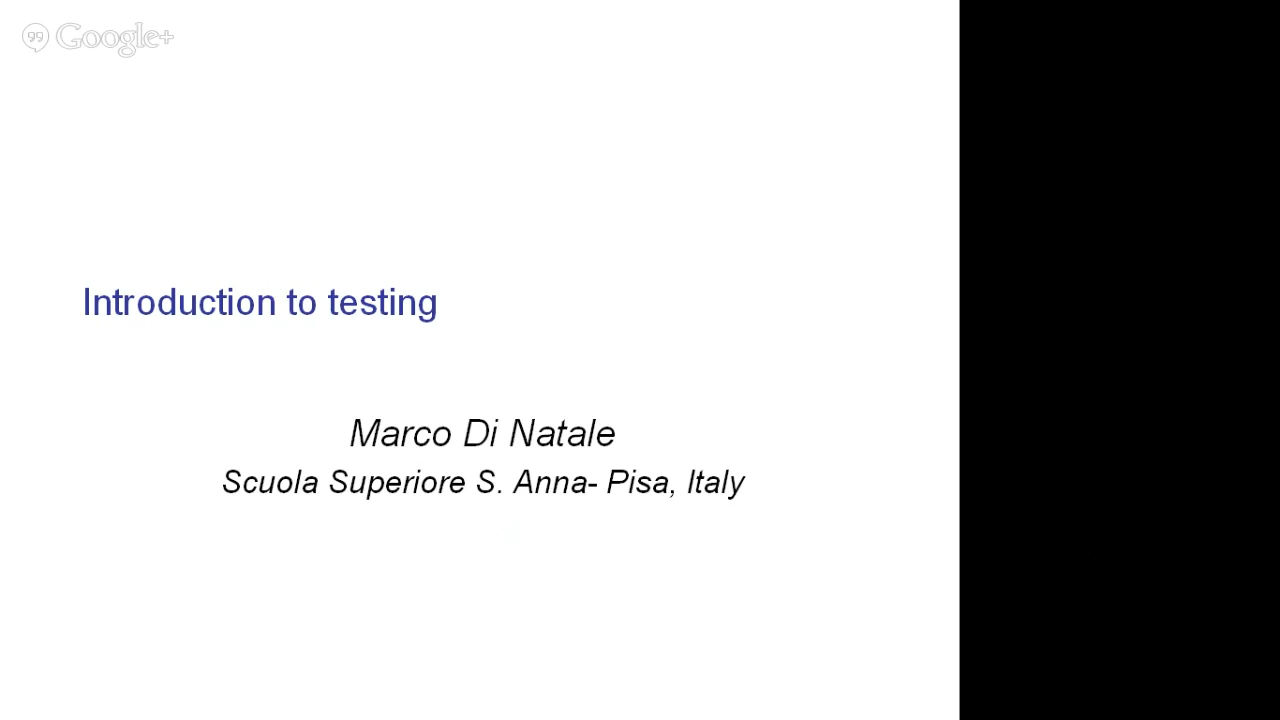 Google+
Introduction to testing
Marco Di Natale
Scuola Superiore S. Anna- Pisa, Italy